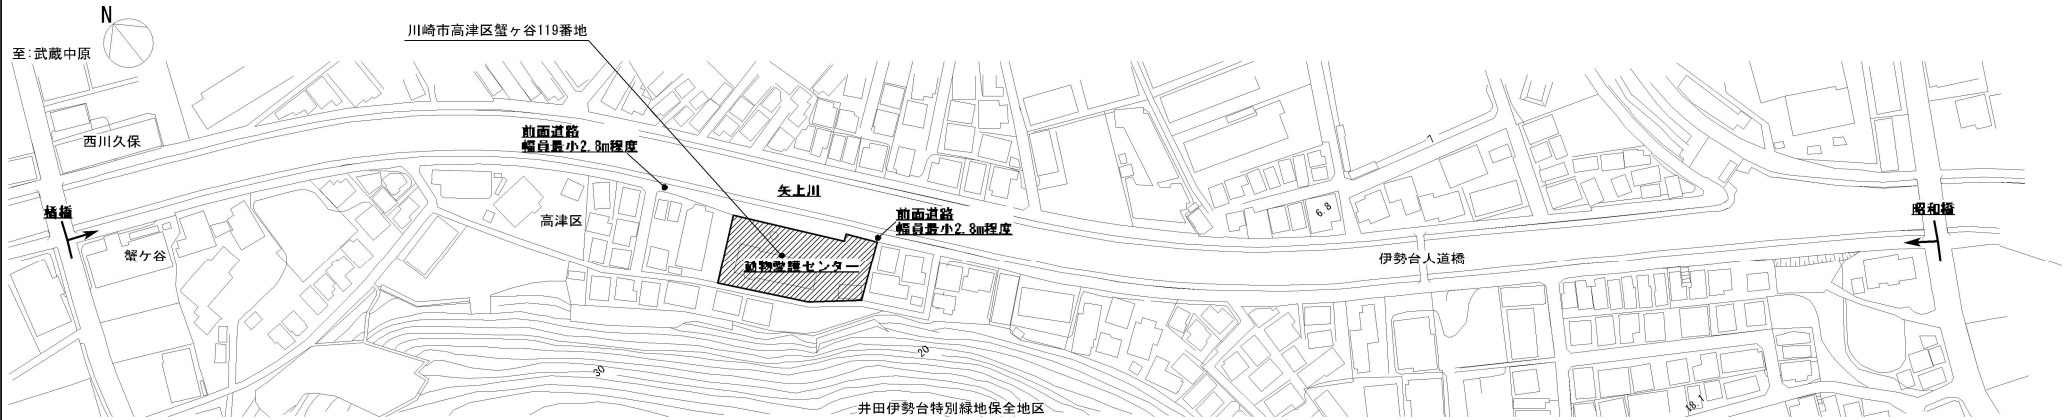 N
至:武蔵中原
川崎市高津区蟹ヶ谷119番地
西川久保
前面道路
幅員最小2.8m程度
矢上川
高津区
前面道路
幅員最小2.8m程度
橘橋
蟹ケ谷
動物愛護センター
伊勢台人道橋
昭和橋
7
6.8
20
30
18.1
井田伊勢台特別緑地保全地区